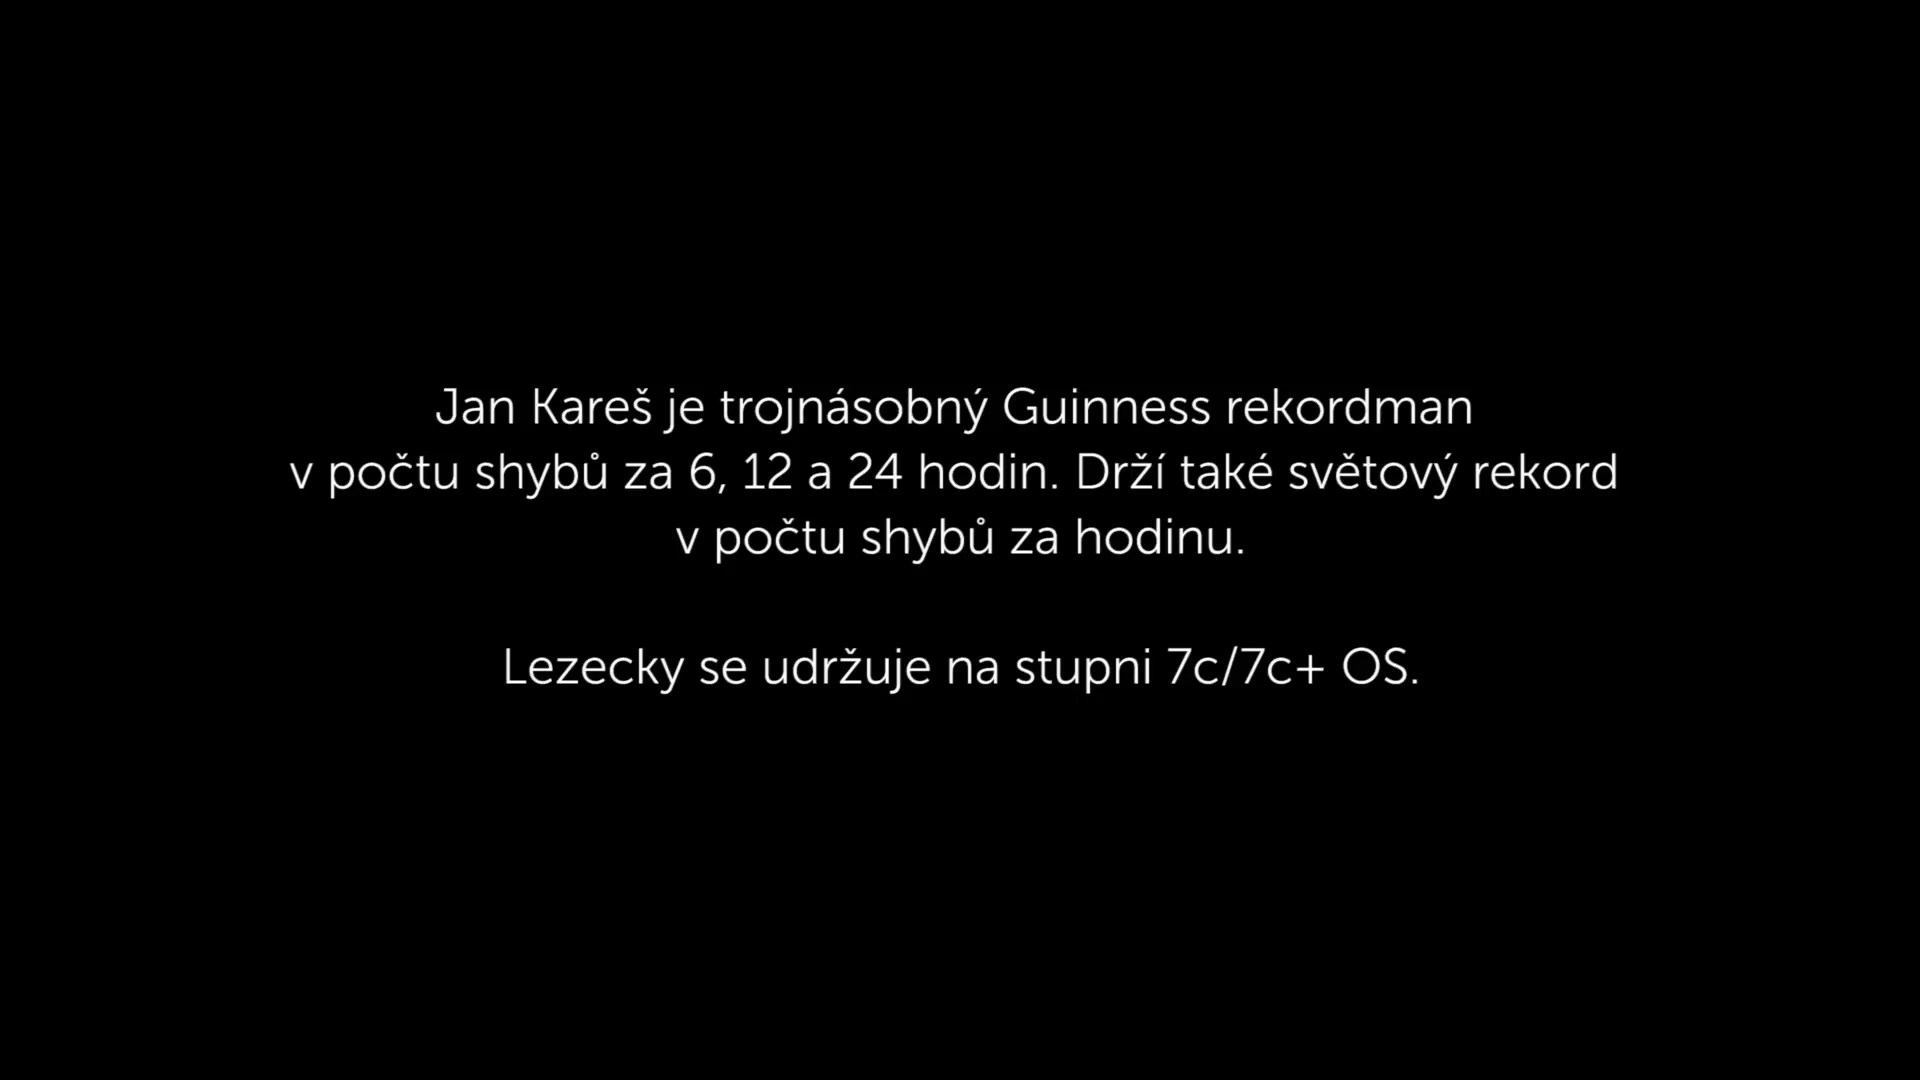 Jan Kareš je trojnásobný Guinness rekordman
v počtu shybů za 6, 12 a 24 hodin. Drží také světový rekord
v počtu shybů za hodinu.
Lezecky se udržuje na stupni 7c/7c+ OS.